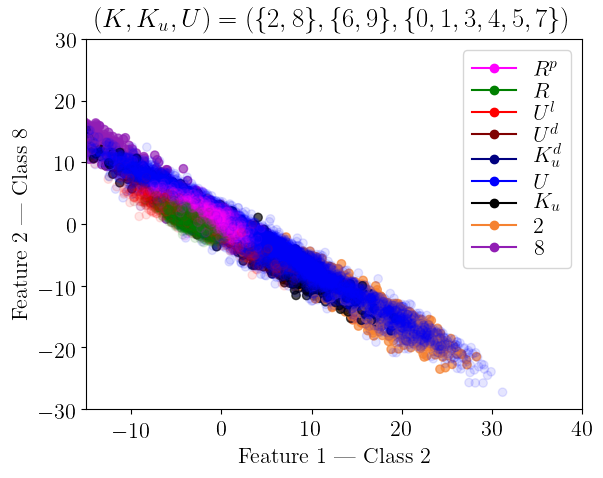 (K, K_u, U) = ({2, 8}, {6, 9}, {0, 1, 3, 4, 5, 7})
30
20
10
0
−10
−20
−30
−10
0
10
20
30
40
Feature 1 — Class 2
Feature 2 — Class 8
R^p
R
U^l
U^d
K_u^d
U
K_u
2
8